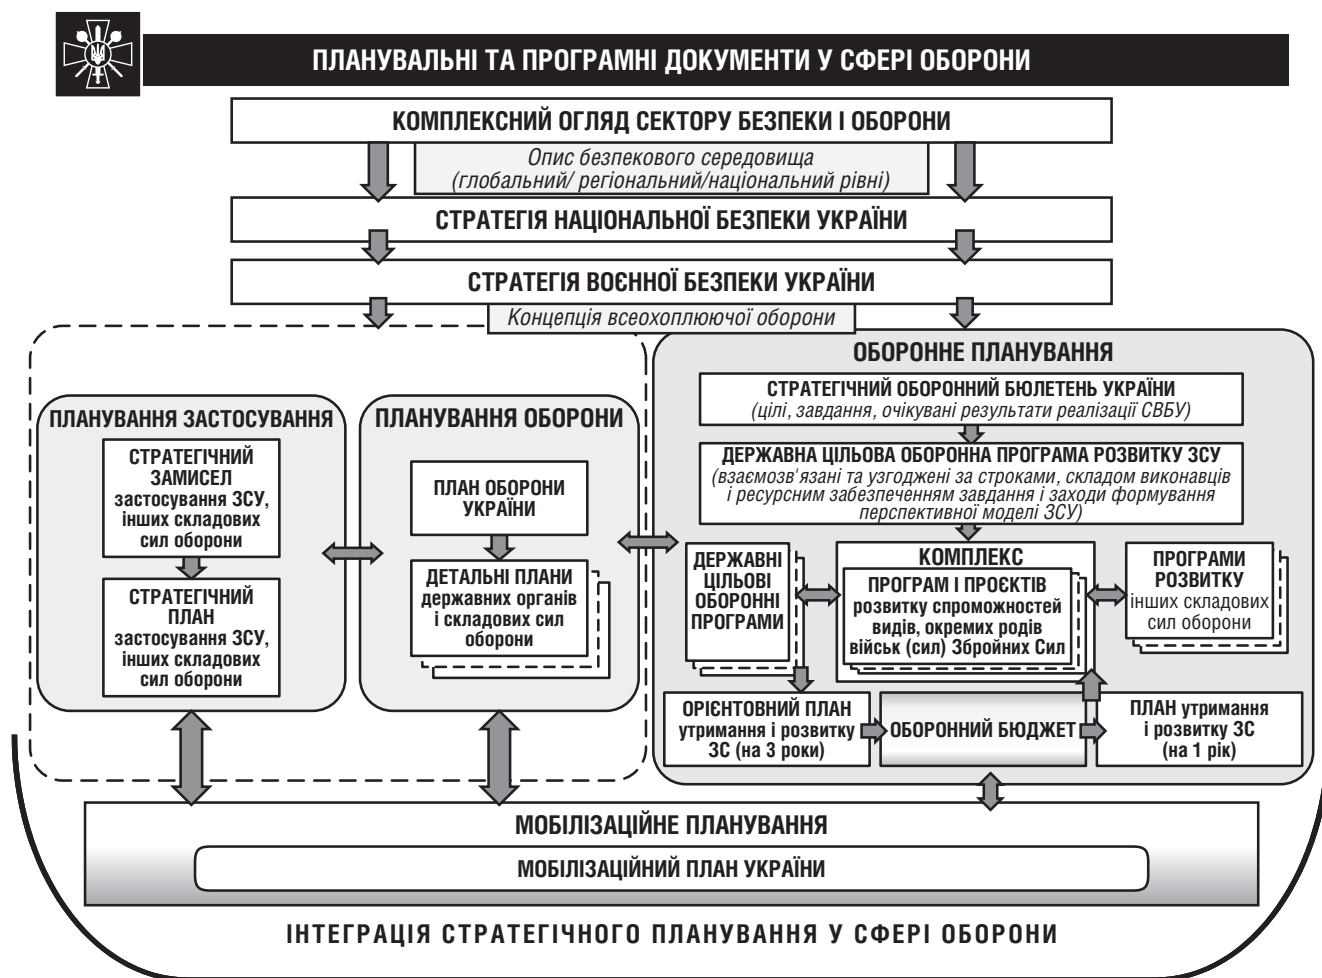 ПЛАНУВАЛЬНІ ТА ПРОГРАМНІ ДОКУМЕНТИ У СФЕРІ ОБОРОНИ
КОМПЛЕКСНИЙ ОГЛЯД СЕКТОРУ БЕЗПЕКИ І ОБОРОНИ
Опис безпекового середовища
(глобальний/ регіональний/національний рівні)
СТРАТЕГІЯ НАЦІОНАЛЬНОЇ БЕЗПЕКИ УКРАЇНИ
СТРАТЕГІЯ ВОЄННОЇ БЕЗПЕКИ УКРАЇНИ
Концепція всеохоплюючої оборони
ПЛАНУВАННЯ ЗАСТОСУВАННЯ
СТРАТЕГІЧНИЙ
ЗАМИСЕЛ
застосування ЗСУ,
інших складових
сил оборони
СТРАТЕГІЧНИЙ
ПЛАН
застосування ЗСУ,
інших складових
сил оборони
ПЛАНУВАННЯ ОБОРОНИ
ПЛАН ОБОРОНИ
УКРАЇНИ
ДЕТАЛЬНІ ПЛАНИ
державних органів
і складових сил
оборони
ОБОРОННЕ ПЛАНУВАННЯ
СТРАТЕГІЧНИЙ ОБОРОННИЙ БЮЛЕТЕНЬ УКРАЇНИ
(цілі, завдання, очікувані результати реалізації СВБУ)
ДЕРЖАВНА ЦІЛЬОВА ОБОРОННА ПРОГРАМА РОЗВИТКУ ЗСУ
(взаємозв'язані та узгоджені за строками, складом виконавців
і ресурсним забезпеченням завдання і заходи формування
перспективної моделі ЗСУ)
ДЕРЖАВНІ
ЦІЛЬОВІ
ОБОРОННІ
ПРОГРАМИ
КОМПЛЕКС
ПРОГРАМ І ПРОЄКТІВ
розвитку спроможностей
видів, окремих родів
військ (сил) Збройних Сил
ПРОГРАМИ
РОЗВИТКУ
інших складових
сил оборони
ОРІЄНТОВНИЙ ПЛАН
утримання і розвитку
ЗС (на 3 роки)
ОБОРОННИЙ БЮДЖЕТ
ПЛАН утримання
і розвитку ЗС
(на 1 рік)
МОБІЛІЗАЦІЙНЕ ПЛАНУВАННЯ
МОБІЛІЗАЦІЙНИЙ ПЛАН УКРАЇНИ
ІНТЕГРАЦІЯ СТРАТЕГІЧНОГО ПЛАНУВАННЯ У СФЕРІ ОБОРОНИ